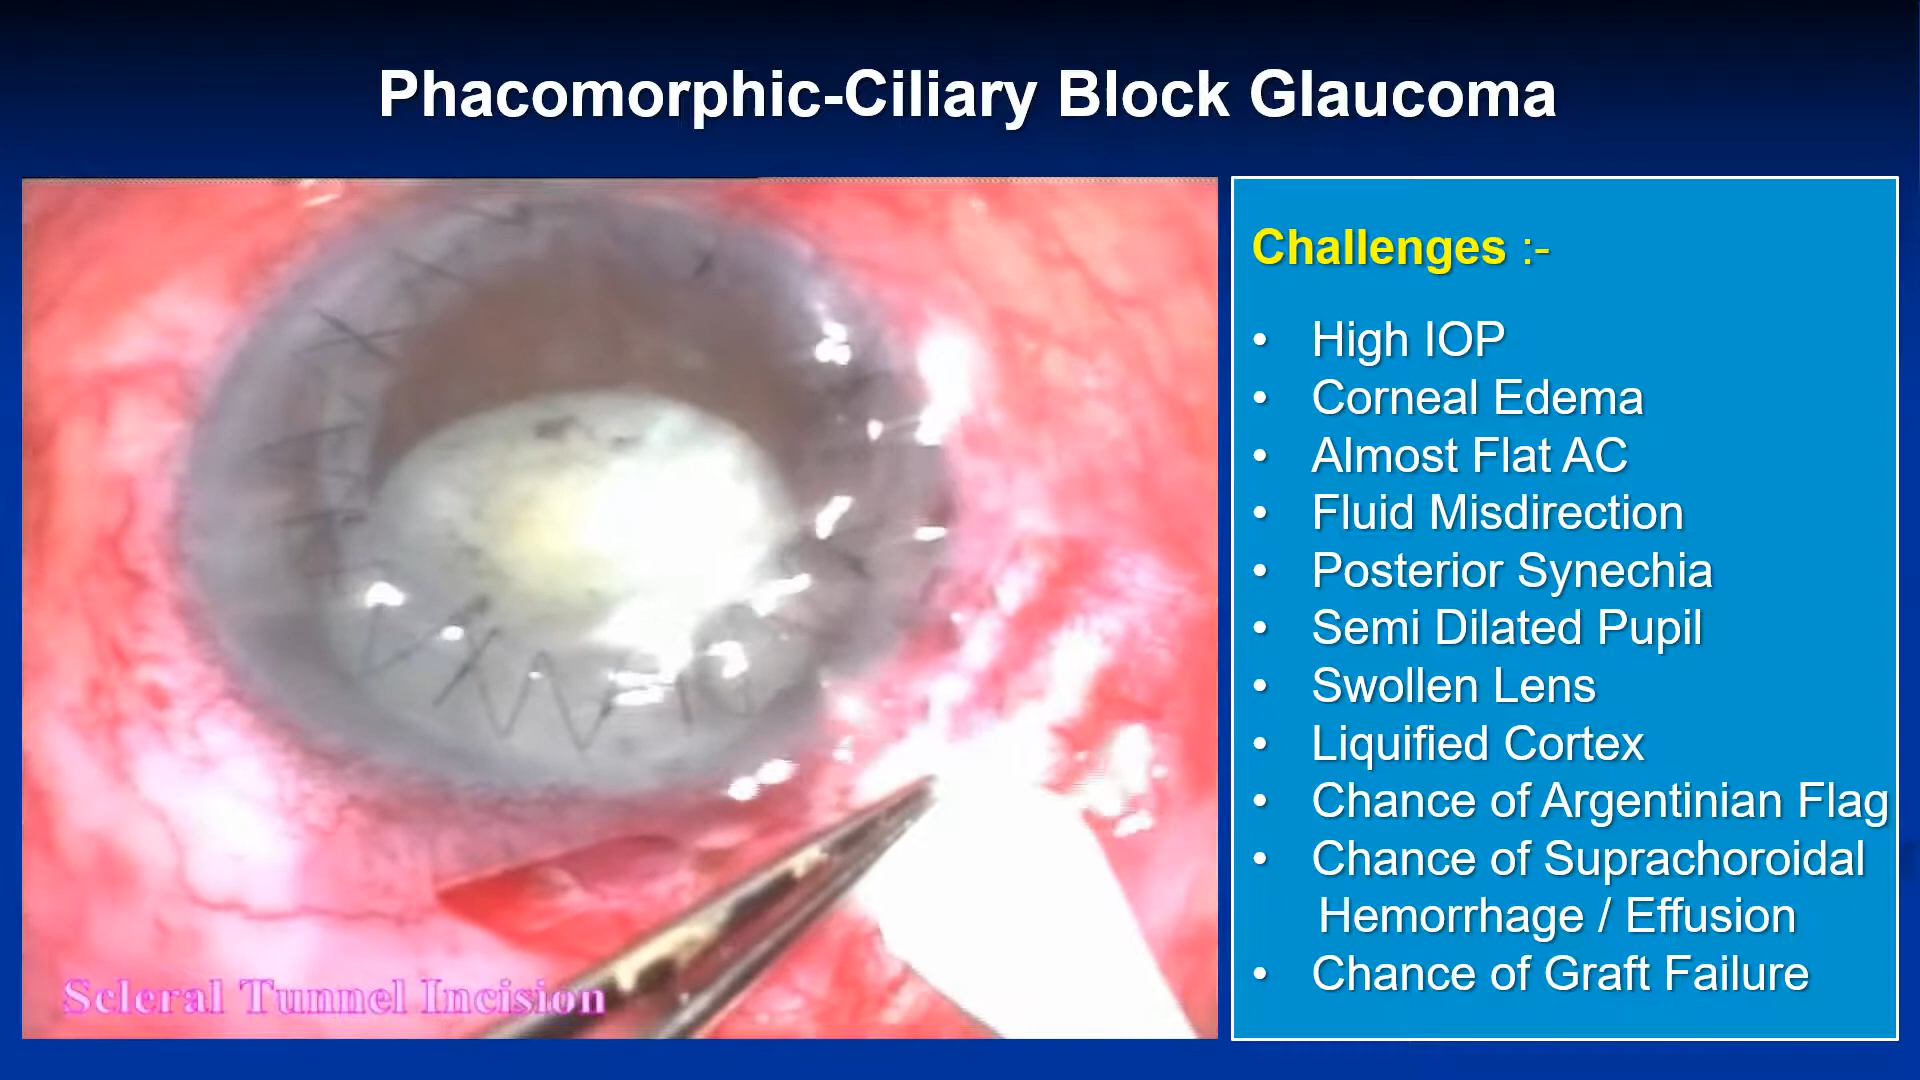 Phacomorphic-Ciliary Block Glaucoma
Challenges :-
• High IOP
• Corneal Edema
• Almost Flat AC
• Fluid Misdirection
• Posterior Synechia
• Semi Dilated Pupil
• Swollen Lens
• Liquified Cortex
• Chance of Argentinian Flag
• Chance of Suprachoroidal
Hemorrhage / Effusion
• Chance of Graft Failure
Scleral Tunnel Incision